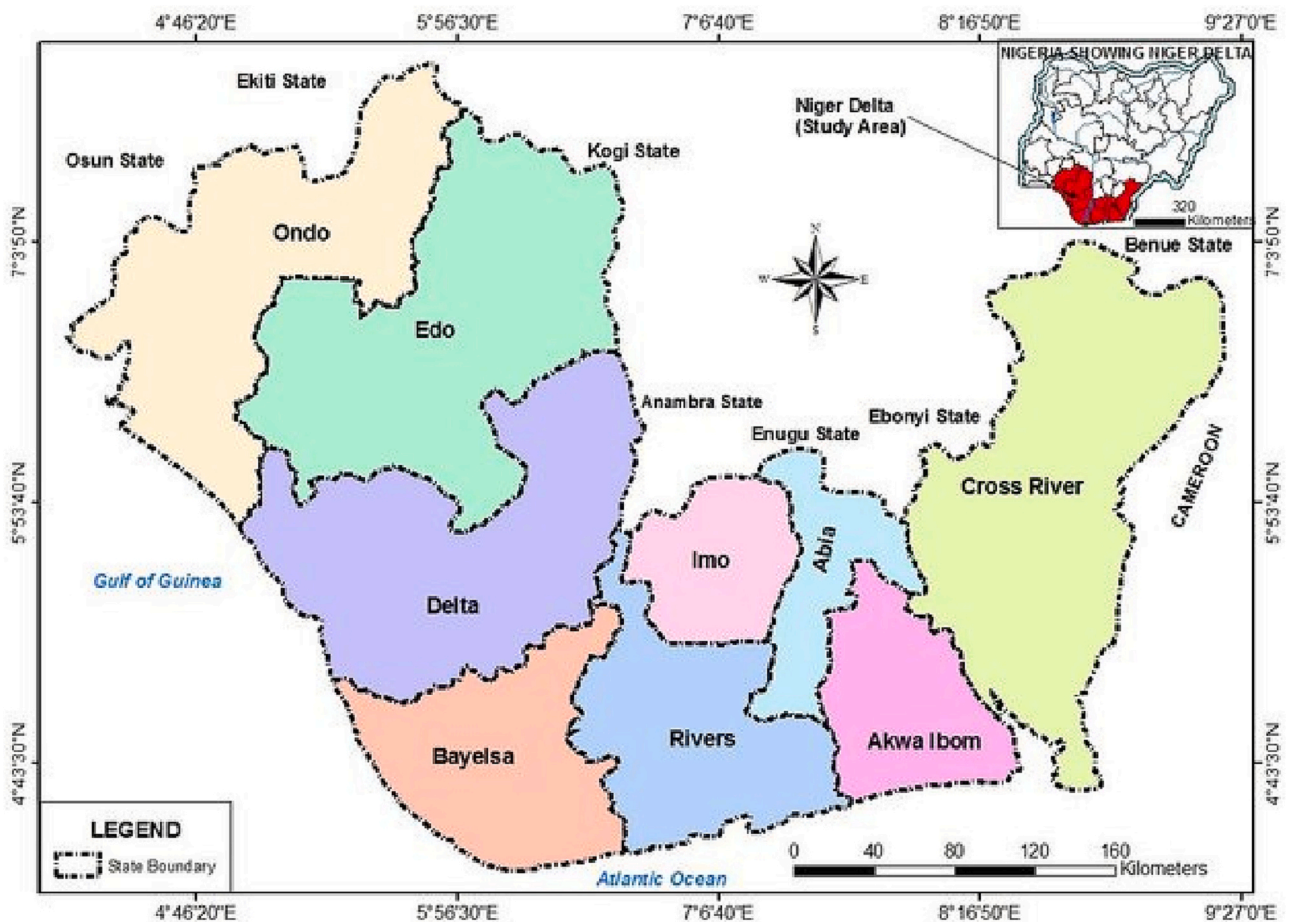 4°46'20"E
5°56'30"E
7°6'40"E
8°16'50"E
9°27'0"E
NIGERIA SHOWING NIGER DELTA
Ekiti State
Niger Delta
(Study Area)
Osun State
Kogi State
320
Kilometers
7°3'50"N
Ondo
N
Benue State
7°3'50"N
W
E
S
Edo
Anambra State
Ebonyi State
Enugu State
CAMEROON
5°53'40"N
Cross River
5°53'40"N
Imo
Abia
Gulf of Guinea
Delta
4°43'30"N
Bayelsa
Rivers
Akwa Ibom
4°43'30"N
LEGEND
State Boundary
0 40 80 120 160
Kilometers
Atlantic Ocean
4°46'20"E
5°56'30"E
7°6'40"E
8°16'50"E
9°27'0"E